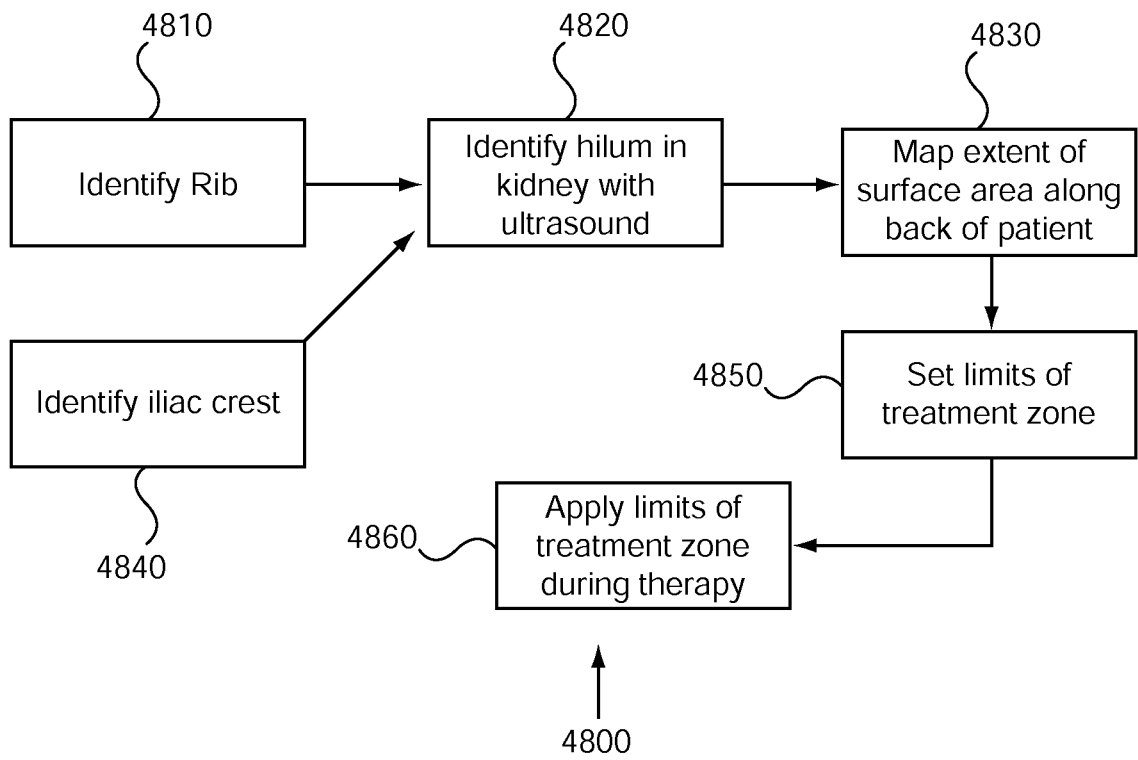 4810
4820
4830
Identify Rib
Identify hilum in
kidney with
ultrasound
Map extent of
surface area along
back of patient
Identify iliac crest
4840
4850
Set limits of
treatment zone
4860
Apply limits of
treatment zone
during therapy
4800